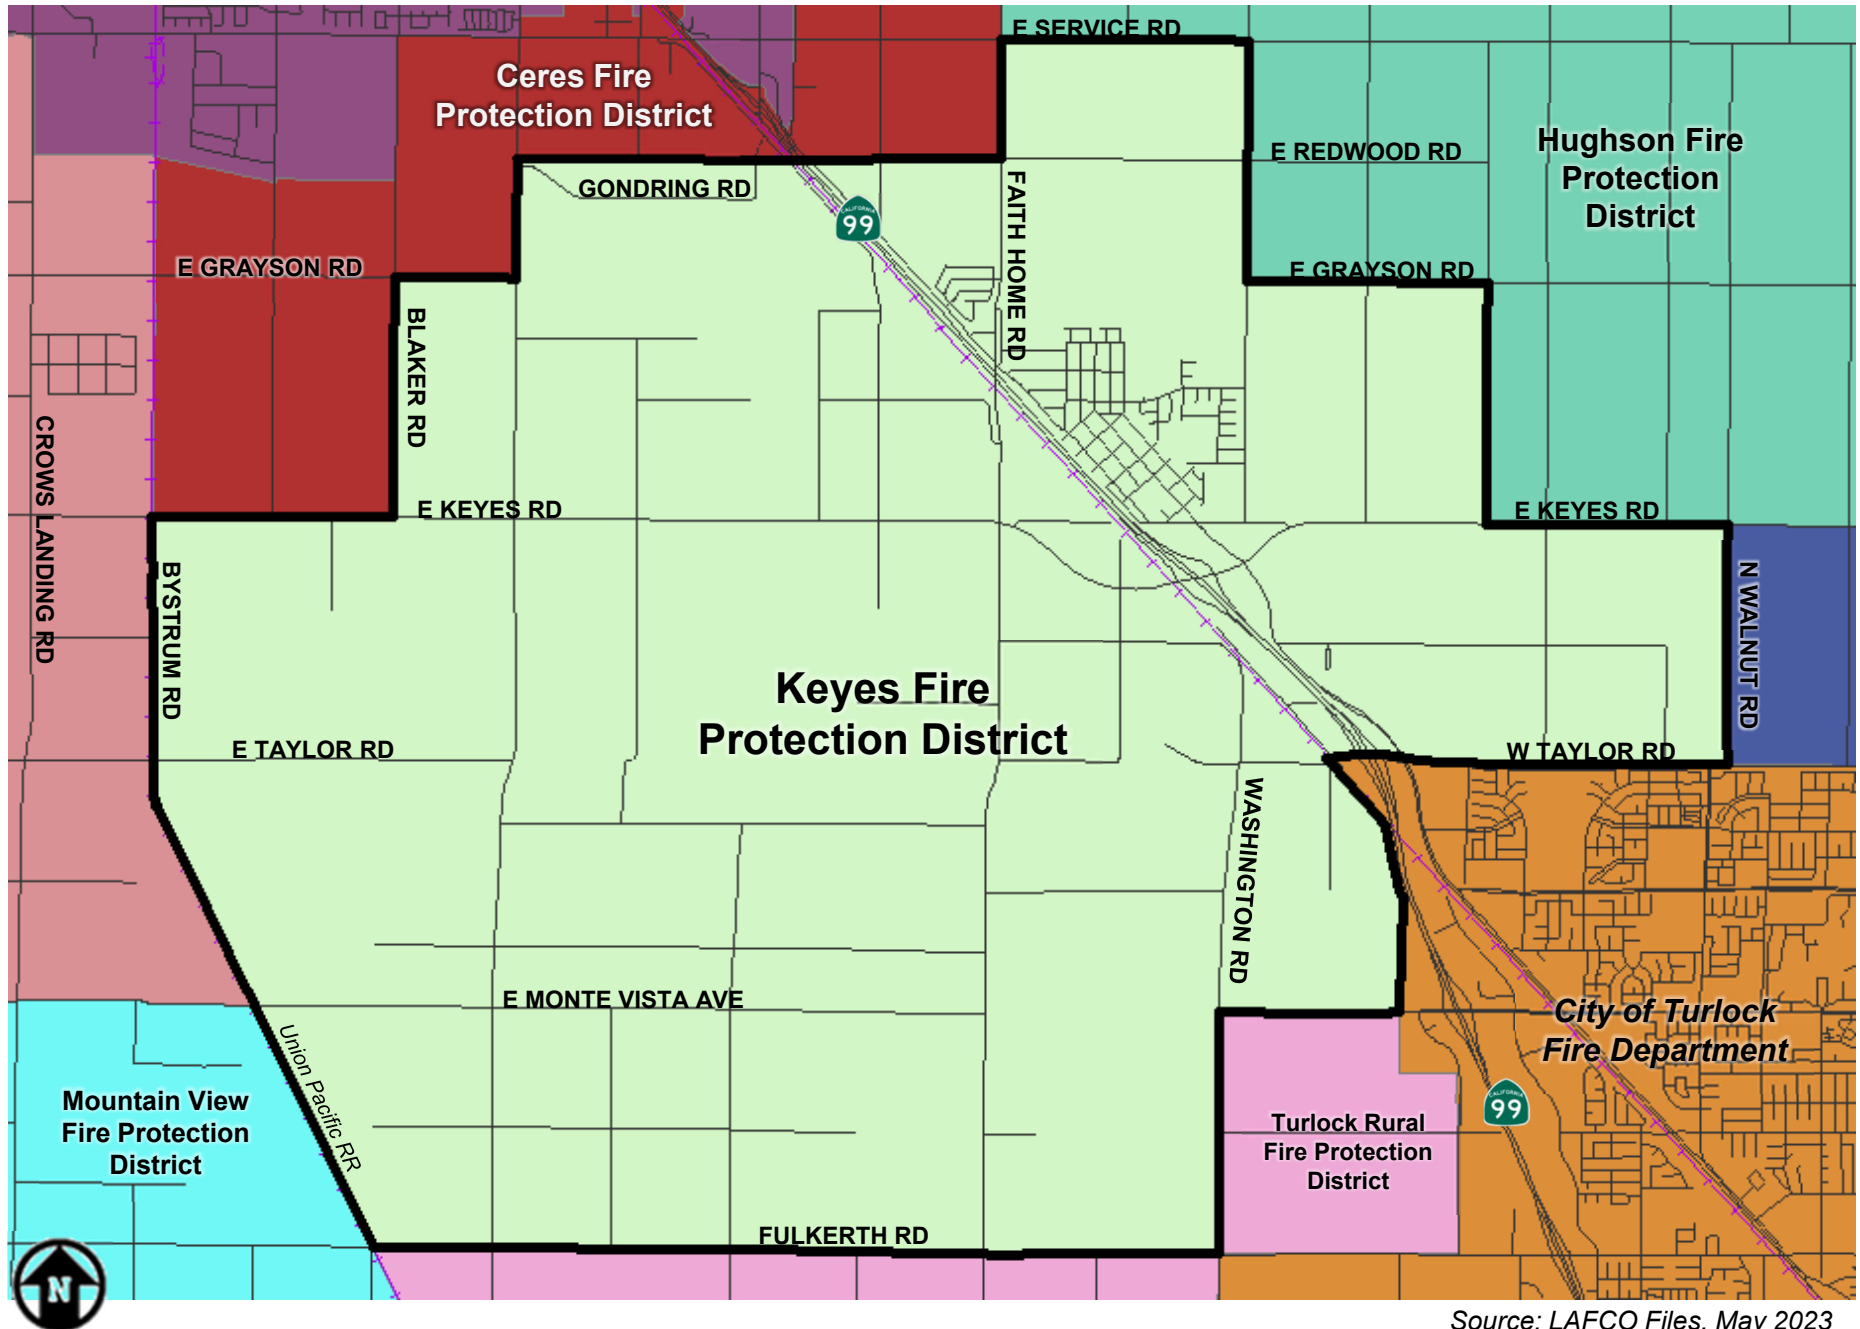 E SERVICE RD
Ceres Fire
Protection District
Hughson Fire
Protection
District
E REDWOOD RD
GONDRING RD
FAITH HOME RD
CALIFORNIA
99
E GRAYSON RD
E GRAYSON RD
BLAKER RD
CROWS LANDING RD
E KEYES RD
E KEYES RD
BYSTRUM RD
N WALNUT RD
Keyes Fire
Protection District
E TAYLOR RD
W TAYLOR RD
WASHINGTON RD
E MONTE VISTA AVE
City of Turlock
Fire Department
Union Pacific RR
Mountain View
Fire Protection
District
CALIFORNIA
99
Turlock Rural
Fire Protection
District
FULKERTH RD
N
Source: LAFCO Files, May 2023